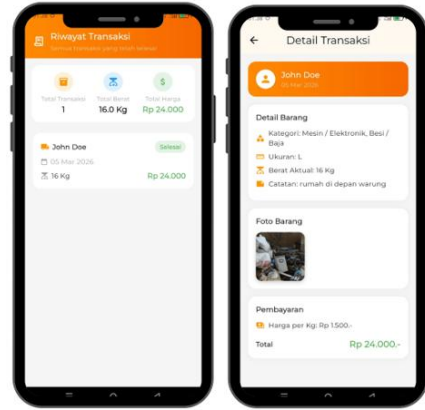 Riwayat Transaksi
Semua transaksi yang telah selesai
Total Transaksi
1
Total Berat
16.0 Kg
Total Harga
Rp 24.000
John Doe
Selesai
05 Mar 2026
16 Kg
Rp 24.000
Detail Transaksi
John Doe
05 Mar 2026
Detail Barang
Kategori: Mesin / Elektronik, Besi /
Baja
Ukuran: L
Berat Aktual: 16 Kg
Catatan: rumah di depan warung
Foto Barang
Pembayaran
Harga per Kg: Rp 1.500.-
Total
Rp 24.000.-